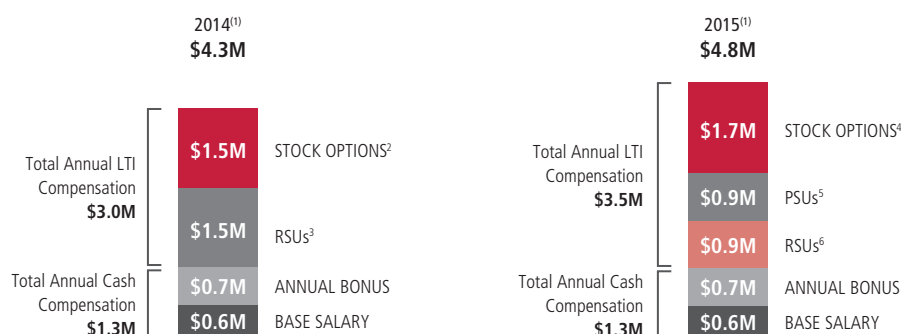 2014(1)
$4.3M
Total Annual LTI
Compensation
$3.0M
$1.5M STOCK OPTIONS2
$1.5M RSUs3
Total Annual Cash
Compensation
$1.3M
$0.7M ANNUAL BONUS
$0.6M BASE SALARY
2015(1)
$4.8M
Total Annual LTI
Compensation
$3.5M
$1.7M STOCK OPTIONS4
$0.9M PSUs5
$0.9M RSUs6
Total Annual Cash
Compensation
$1.3M
$0.7M ANNUAL BONUS
$0.6M BASE SALARY